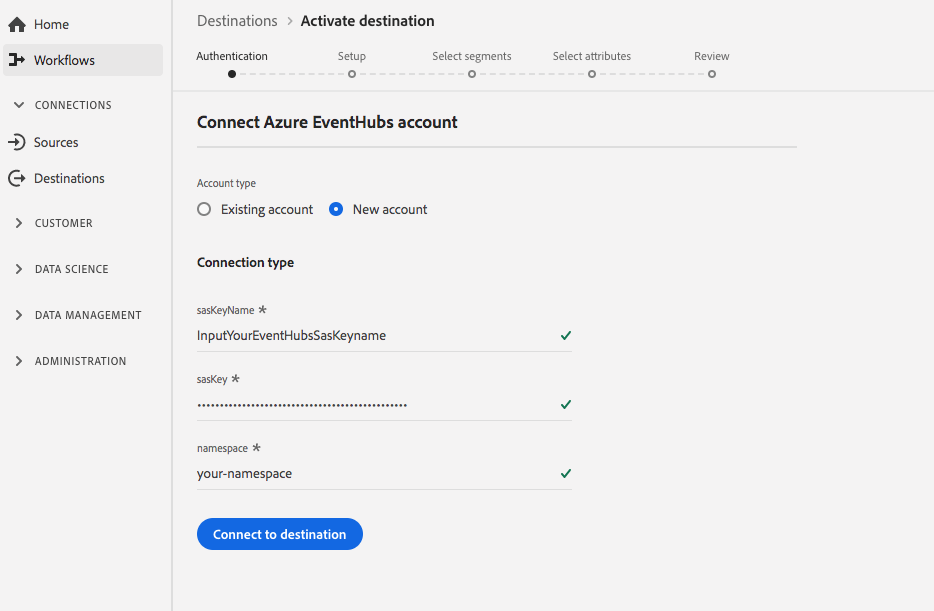 Home
Workflows
CONNECTIONS
Sources
Destinations
CUSTOMER
DATA SCIENCE
DATA MANAGEMENT
ADMINISTRATION
Destinations > Activate destination
Authentication Setup Select segments Select attributes Review
Connect Azure EventHubs account
Account type
Existing account New account
Connection type
sasKeyName *
InputYourEventHubsSasKeyname
sasKey *
•••••••••••••••••••••••••••••••••••••••••••••••
namespace *
your-namespace
Connect to destination